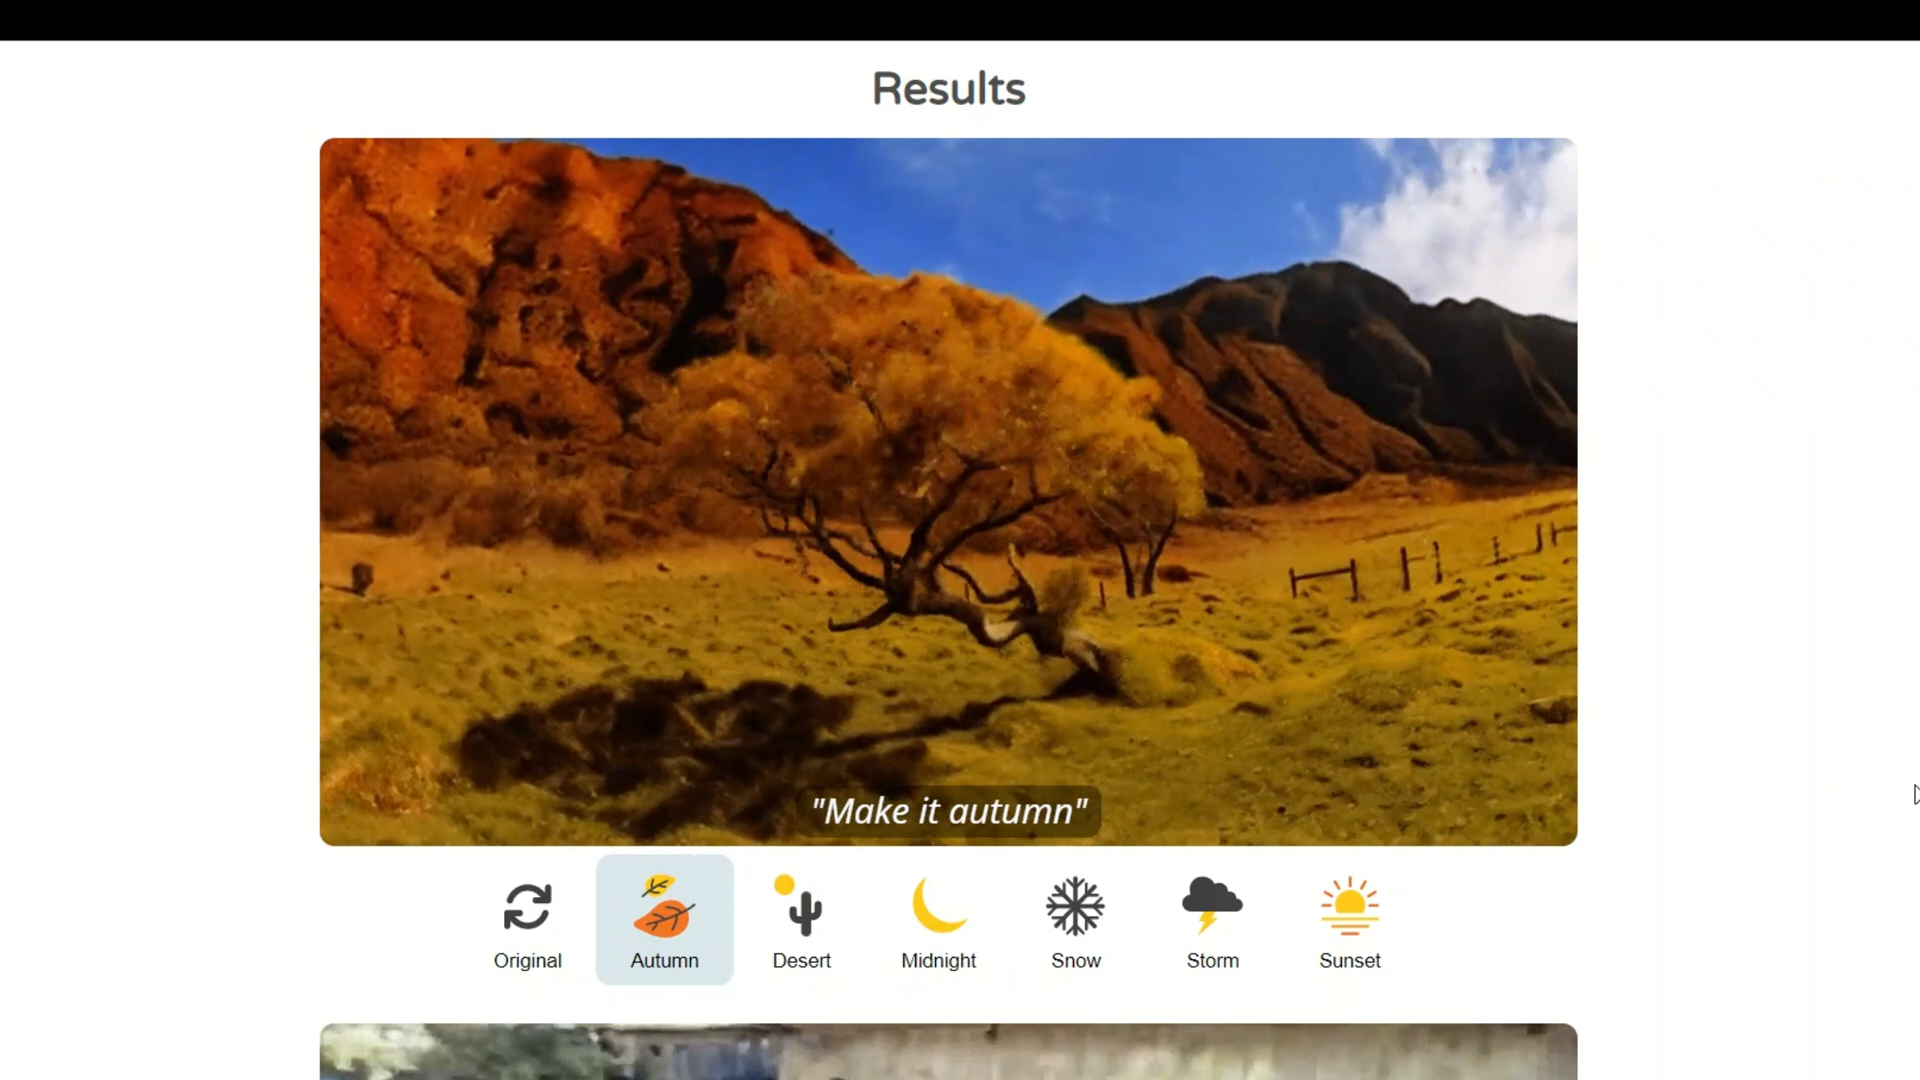 Results
"Make it autumn"
Original
Autumn
Desert
Midnight
Snow
Storm
Sunset